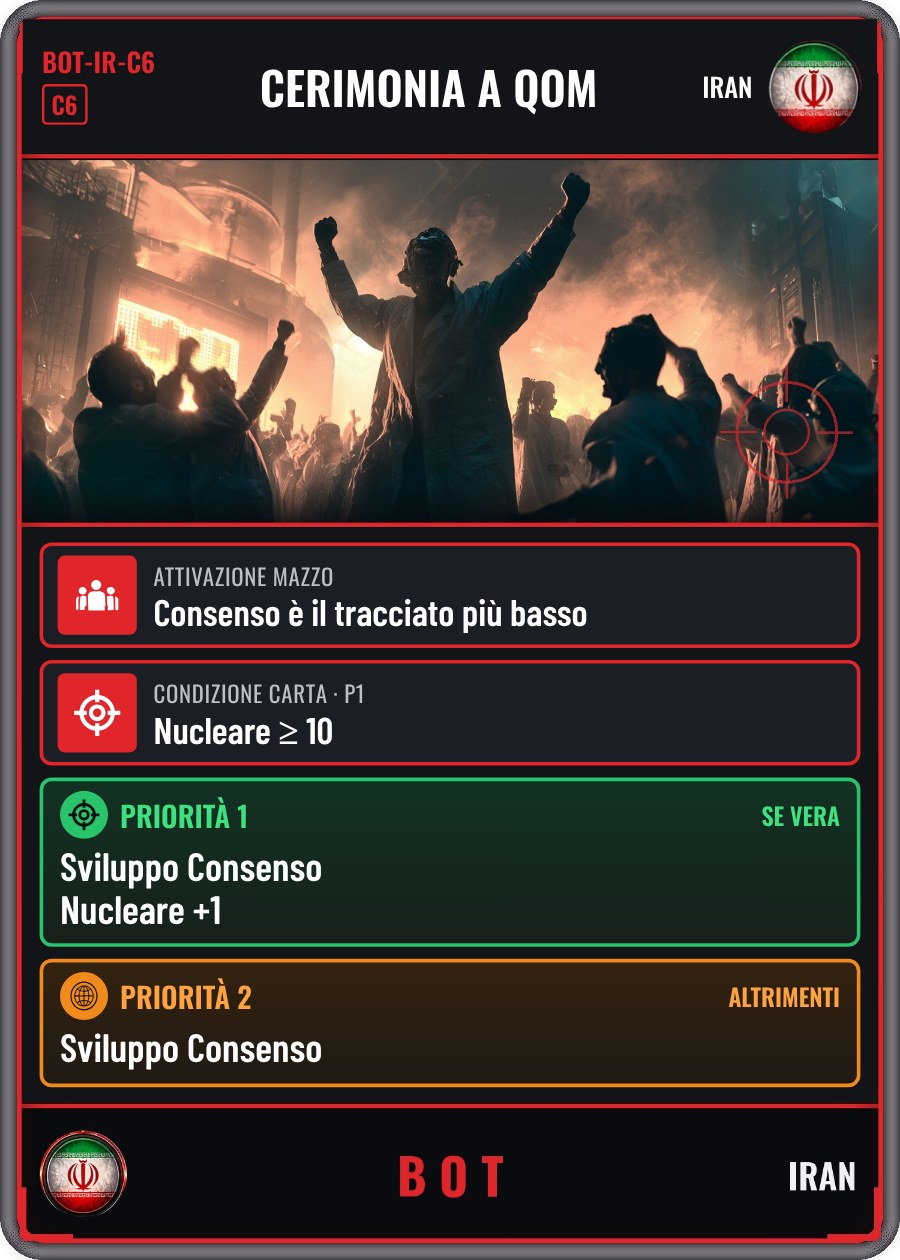 BOT-IR-C6
C6
CERIMONIA A QOM
IRAN
ATTIVAZIONE MAZZO
Consenso è il tracciato più basso
CONDIZIONE CARTA · P1
Nucleare ≥ 10
PRIORITÀ 1
SE VERA
Sviluppo Consenso
Nucleare +1
PRIORITÀ 2
ALTRIMENTI
Sviluppo Consenso
BOT
IRAN